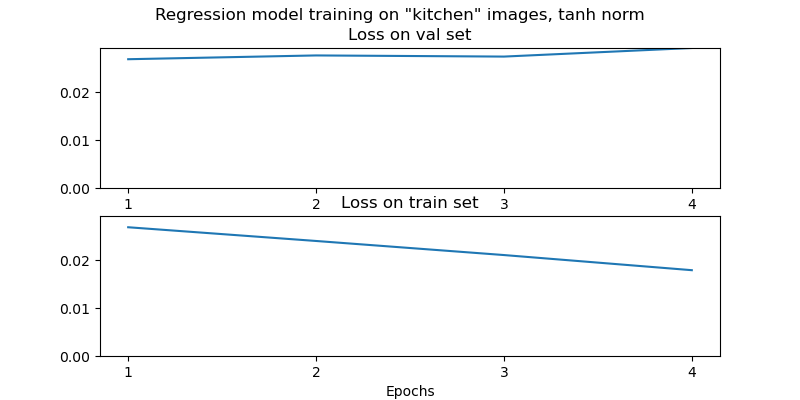 Regression model training on "kitchen" images, tanh norm
Loss on val set
0.02
0.01
0.00
1 2 3 4
Loss on train set
0.02
0.01
0.00
1 2 3 4
Epochs